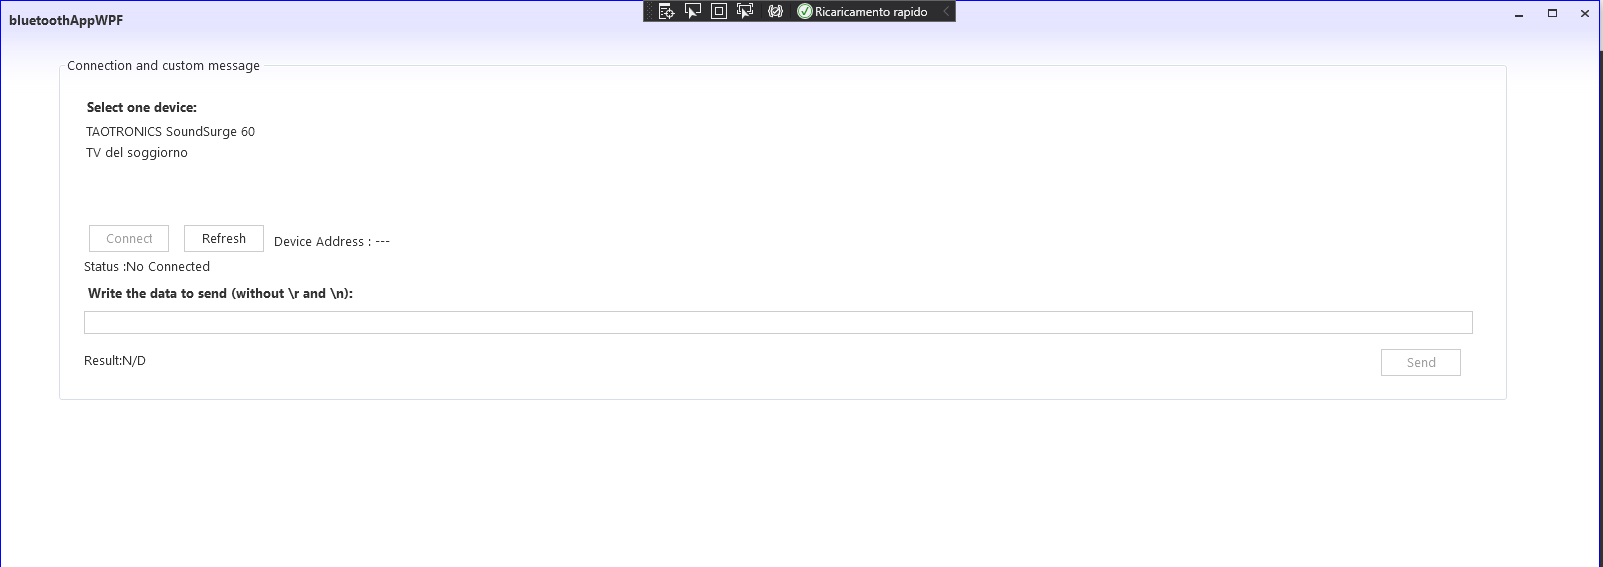 bluetoothAppWPF
Ricaricamento rapido
Connection and custom message
Select one device:
TAOTRONICS SoundSurge 60
TV del soggiorno
Connect
Refresh
Device Address : ---
Status :No Connected
Write the data to send (without \r and \n):
Result:N/D
Send